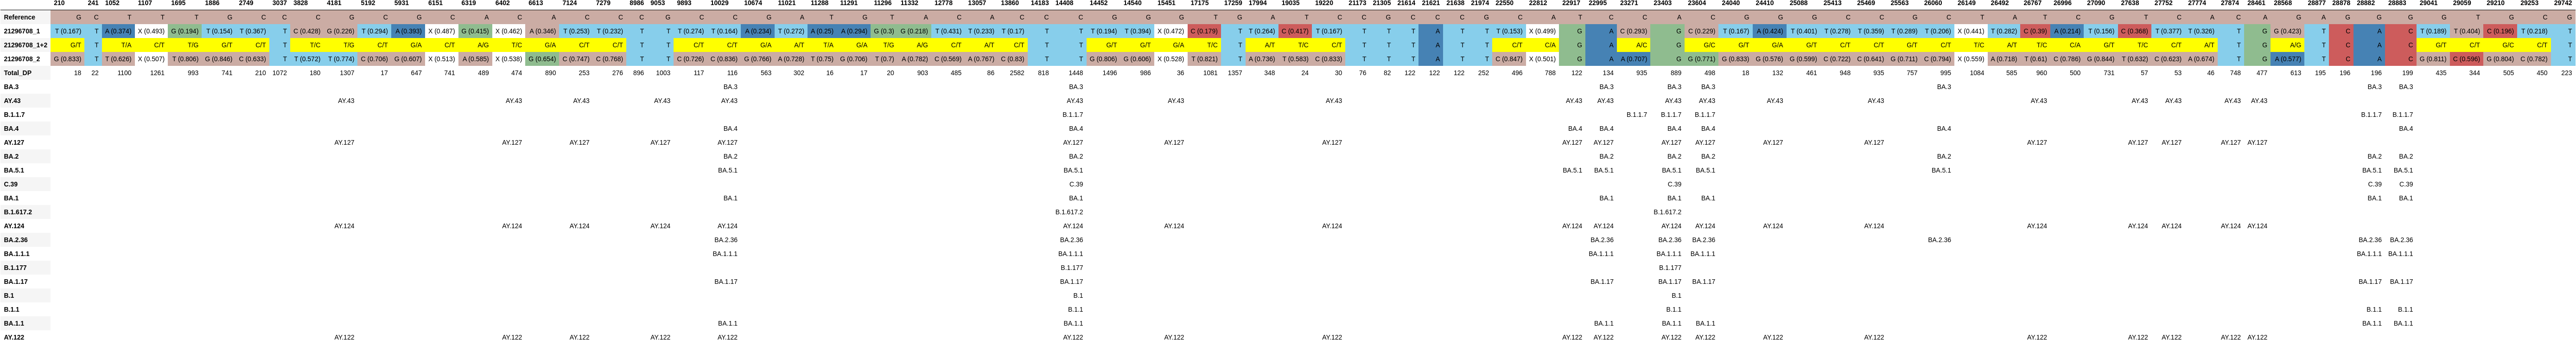 210 241 1052 1107 1695 1886 2749 3037 3828 4181 5192 5931 6151 6319 6402 6613 7124 7279 8986 9053 9893 10029 10674 11021 11288 11291 11296 11332 12778 13057 13860 14183 14408 14452 14540 15451 17175 17259 17994 19035 19220 21173 21305 21614 21621 21638 21974 22550 22812 22917 22995 23271 23403 23604 24040 24410 25088 25413 25469 25563 26060 26149 26492 26767 26996 27090 27638 27752 27774 27874 28461 28568 28877 28878 28882 28883 29041 29059 29210 29253 29742
Reference G C T T T G C C C G C G C A C A C C C G C C G G T G T A C A C C C G G G T G A T C C C C C C G C A T C C A C G G G G C G C T A T C C T C A C A G A G G G G T G C G
21296708_1 T (0.167) T A (0.374) X (0.493) G (0.194) T (0.154) T (0.367) T C (0.428) G (0.226) T (0.294) A (0.393) X (0.487) G (0.415) X (0.462) A (0.346) T (0.253) T (0.232) T T T (0.274) T (0.164) A (0.234) T (0.272) A (0.25) A (0.294) G (0.3) G (0.218) T (0.431) T (0.233) T (0.17) T T T (0.194) T (0.394) X (0.472) C (0.179) T T (0.264) C (0.417) T (0.167) T T T A T T T (0.153) X (0.499) G A C (0.293) G C (0.229) T (0.167) A (0.424) T (0.401) T (0.278) T (0.359) T (0.289) T (0.206) X (0.441) T (0.282) C (0.39) A (0.214) T (0.156) C (0.368) T (0.377) T (0.326) T G G (0.423) T C A C T (0.189) T (0.404) C (0.196) T (0.218) T
21296708_1+2 G/T T T/A C/T T/G G/T C/T T T/C T/G C/T G/A C/T A/G T/C G/A C/T C/T T T C/T C/T G/A A/T T/A G/A T/G A/G C/T A/T C/T T T G/T G/T G/A T/C T A/T T/C C/T T T T A T T C/T C/A G A A/C G G/C G/T G/A G/T C/T C/T G/T C/T T/C A/T T/C C/A G/T T/C C/T A/T T G A/G T C A C G/T C/T G/C C/T T
21296708_2 G (0.833) T T (0.626) X (0.507) T (0.806) G (0.846) C (0.633) T T (0.572) T (0.774) C (0.706) G (0.607) X (0.513) A (0.585) X (0.538) G (0.654) C (0.747) C (0.768) T T C (0.726) C (0.836) G (0.766) A (0.728) T (0.75) G (0.706) T (0.7) A (0.782) C (0.569) A (0.767) C (0.83) T T G (0.806) G (0.606) X (0.528) T (0.821) T A (0.736) T (0.583) C (0.833) T T T A T T C (0.847) X (0.501) G A A (0.707) G G (0.771) G (0.833) G (0.576) G (0.599) C (0.722) C (0.641) G (0.711) C (0.794) X (0.559) A (0.718) T (0.61) C (0.786) G (0.844) T (0.632) C (0.623) A (0.674) T G A (0.577) T C A C G (0.811) C (0.596) G (0.804) C (0.782) T
Total_DP 18 22 1100 1261 993 741 210 1072 180 1307 17 647 741 489 474 890 253 276 896 1003 117 116 563 302 16 17 20 903 485 86 2582 818 1448 1496 986 36 1081 1357 348 24 30 76 82 122 122 122 252 496 788 122 134 935 889 498 18 132 461 948 935 757 995 1084 585 960 500 731 57 53 46 748 477 613 195 196 196 199 435 344 505 450 223
BA.3 BA.3 BA.3 BA.3 BA.3 BA.3 BA.3 BA.3 BA.3
AY.43 AY.43 AY.43 AY.43 AY.43 AY.43 AY.43 AY.43 AY.43 AY.43 AY.43 AY.43 AY.43 AY.43 AY.43 AY.43 AY.43 AY.43 AY.43 AY.43
B.1.1.7 B.1.1.7 B.1.1.7 B.1.1.7 B.1.1.7 B.1.1.7 B.1.1.7
BA.4 BA.4 BA.4 BA.4 BA.4 BA.4 BA.4 BA.4 BA.4
AY.127 AY.127 AY.127 AY.127 AY.127 AY.127 AY.127 AY.127 AY.127 AY.127 AY.127 AY.127 AY.127 AY.127 AY.127 AY.127 AY.127 AY.127 AY.127 AY.127
BA.2 BA.2 BA.2 BA.2 BA.2 BA.2 BA.2 BA.2 BA.2
BA.5.1 BA.5.1 BA.5.1 BA.5.1 BA.5.1 BA.5.1 BA.5.1 BA.5.1 BA.5.1 BA.5.1
C.39 C.39 C.39 C.39 C.39
BA.1 BA.1 BA.1 BA.1 BA.1 BA.1 BA.1 BA.1
B.1.617.2 B.1.617.2 B.1.617.2
AY.124 AY.124 AY.124 AY.124 AY.124 AY.124 AY.124 AY.124 AY.124 AY.124 AY.124 AY.124 AY.124 AY.124 AY.124 AY.124 AY.124 AY.124 AY.124 AY.124
BA.2.36 BA.2.36 BA.2.36 BA.2.36 BA.2.36 BA.2.36 BA.2.36 BA.2.36 BA.2.36
BA.1.1.1 BA.1.1.1 BA.1.1.1 BA.1.1.1 BA.1.1.1 BA.1.1.1 BA.1.1.1 BA.1.1.1
B.1.177 B.1.177 B.1.177
BA.1.17 BA.1.17 BA.1.17 BA.1.17 BA.1.17 BA.1.17 BA.1.17 BA.1.17
B.1 B.1 B.1
B.1.1 B.1.1 B.1.1 B.1.1 B.1.1
BA.1.1 BA.1.1 BA.1.1 BA.1.1 BA.1.1 BA.1.1 BA.1.1 BA.1.1
AY.122 AY.122 AY.122 AY.122 AY.122 AY.122 AY.122 AY.122 AY.122 AY.122 AY.122 AY.122 AY.122 AY.122 AY.122 AY.122 AY.122 AY.122 AY.122 AY.122